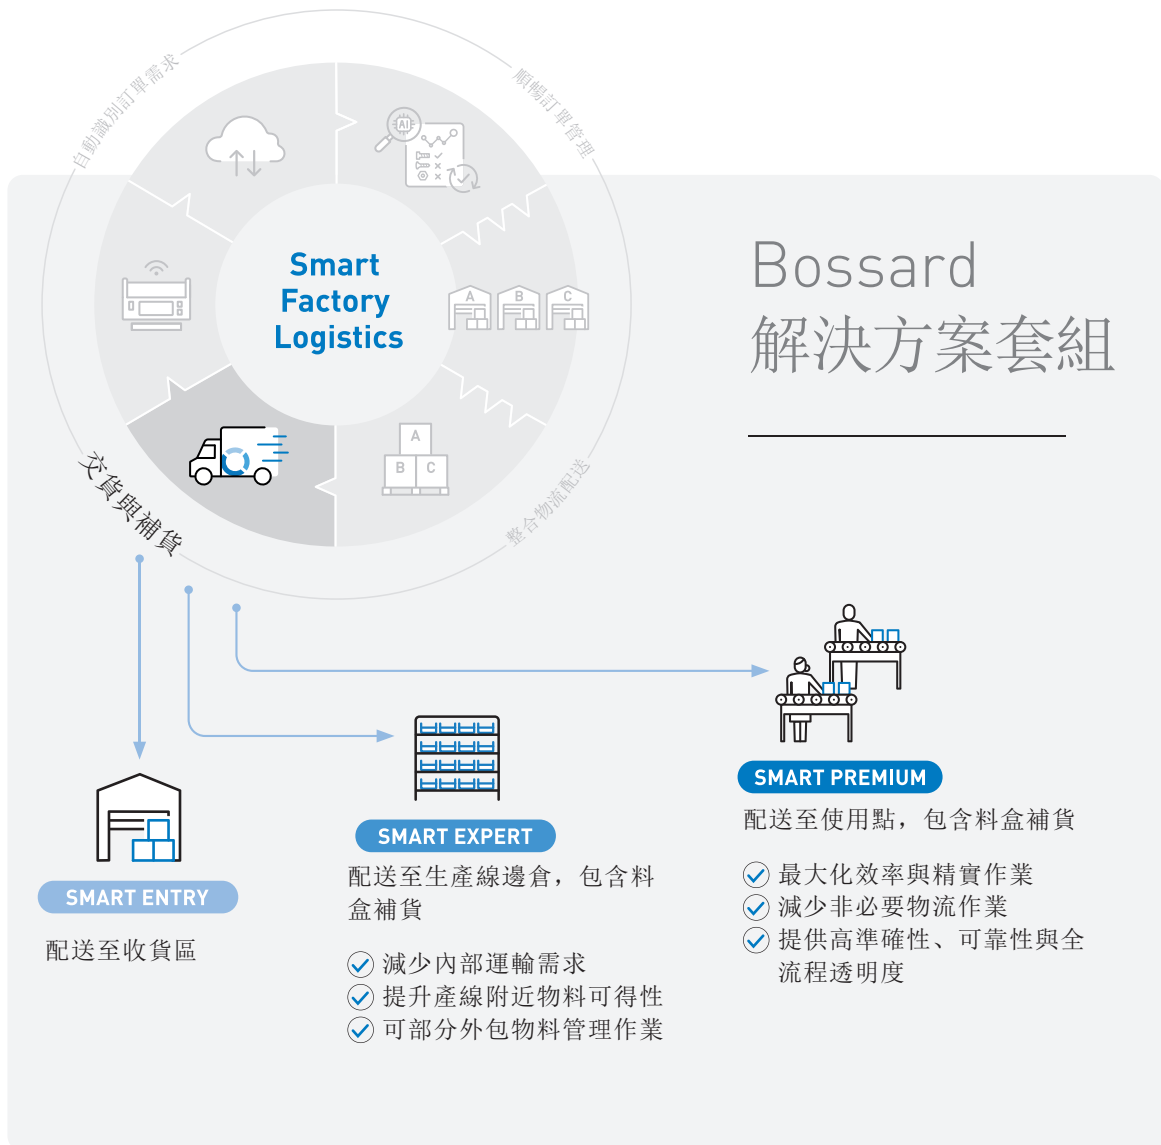 自動識別訂單需求
順暢訂單管理
AI
Smart
Factory
Logistics
A
B
C
A
B
C
交貨與補貨
整合物流配送
Bossard
解決方案套組
SMART ENTRY
配送至收貨區
SMART EXPERT
配送至生產線邊倉，包含料
盒補貨
減少內部運輸需求
提升產線附近物料可得性
可部分外包物料管理作業
SMART PREMIUM
配送至使用點，包含料盒補貨
最大化效率與精實作業
減少非必要物流作業
提供高準確性、可靠性與全
流程透明度